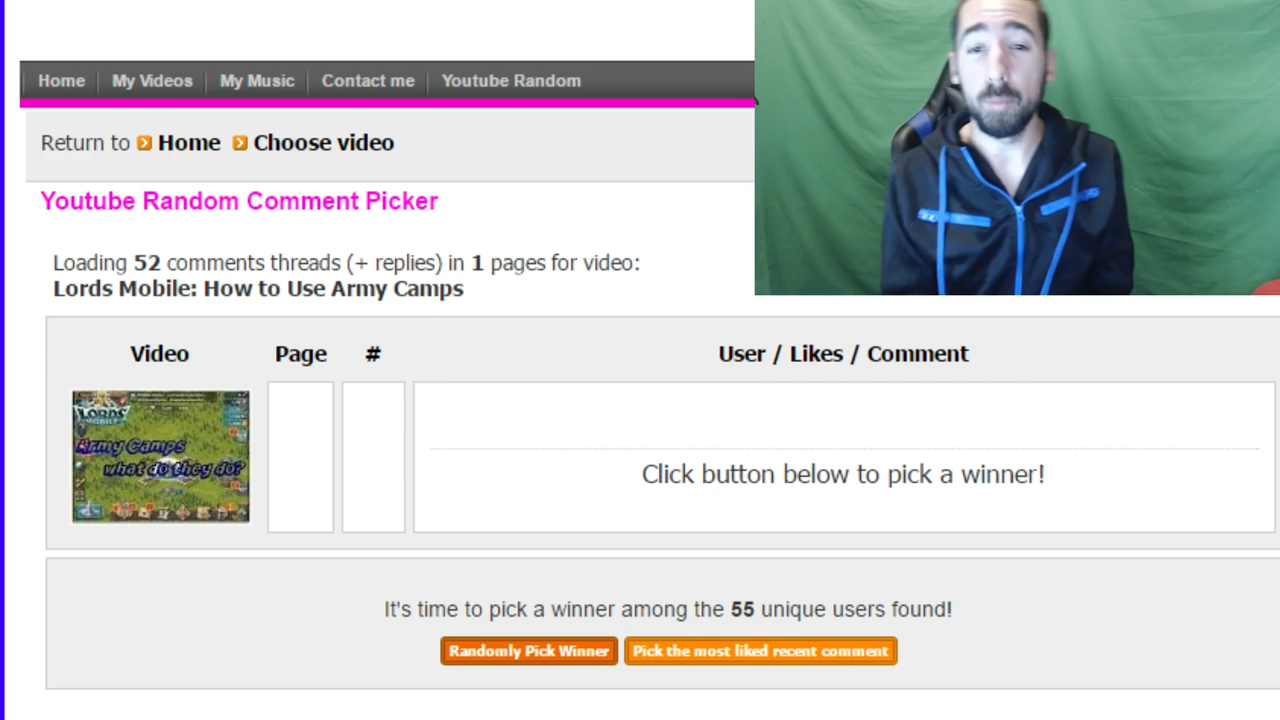 Home My Videos My Music Contact me Youtube Random
Return to Home Choose video
Youtube Random Comment Picker
Loading 52 comments threads (+ replies) in 1 pages for video:
Lords Mobile: How to Use Army Camps
Video Page # User / Likes / Comment
LORDS
MOBILE
Army Camps
what do they do?
Click button below to pick a winner!
It's time to pick a winner among the 55 unique users found!
Randomly Pick Winner Pick the most liked recent comment